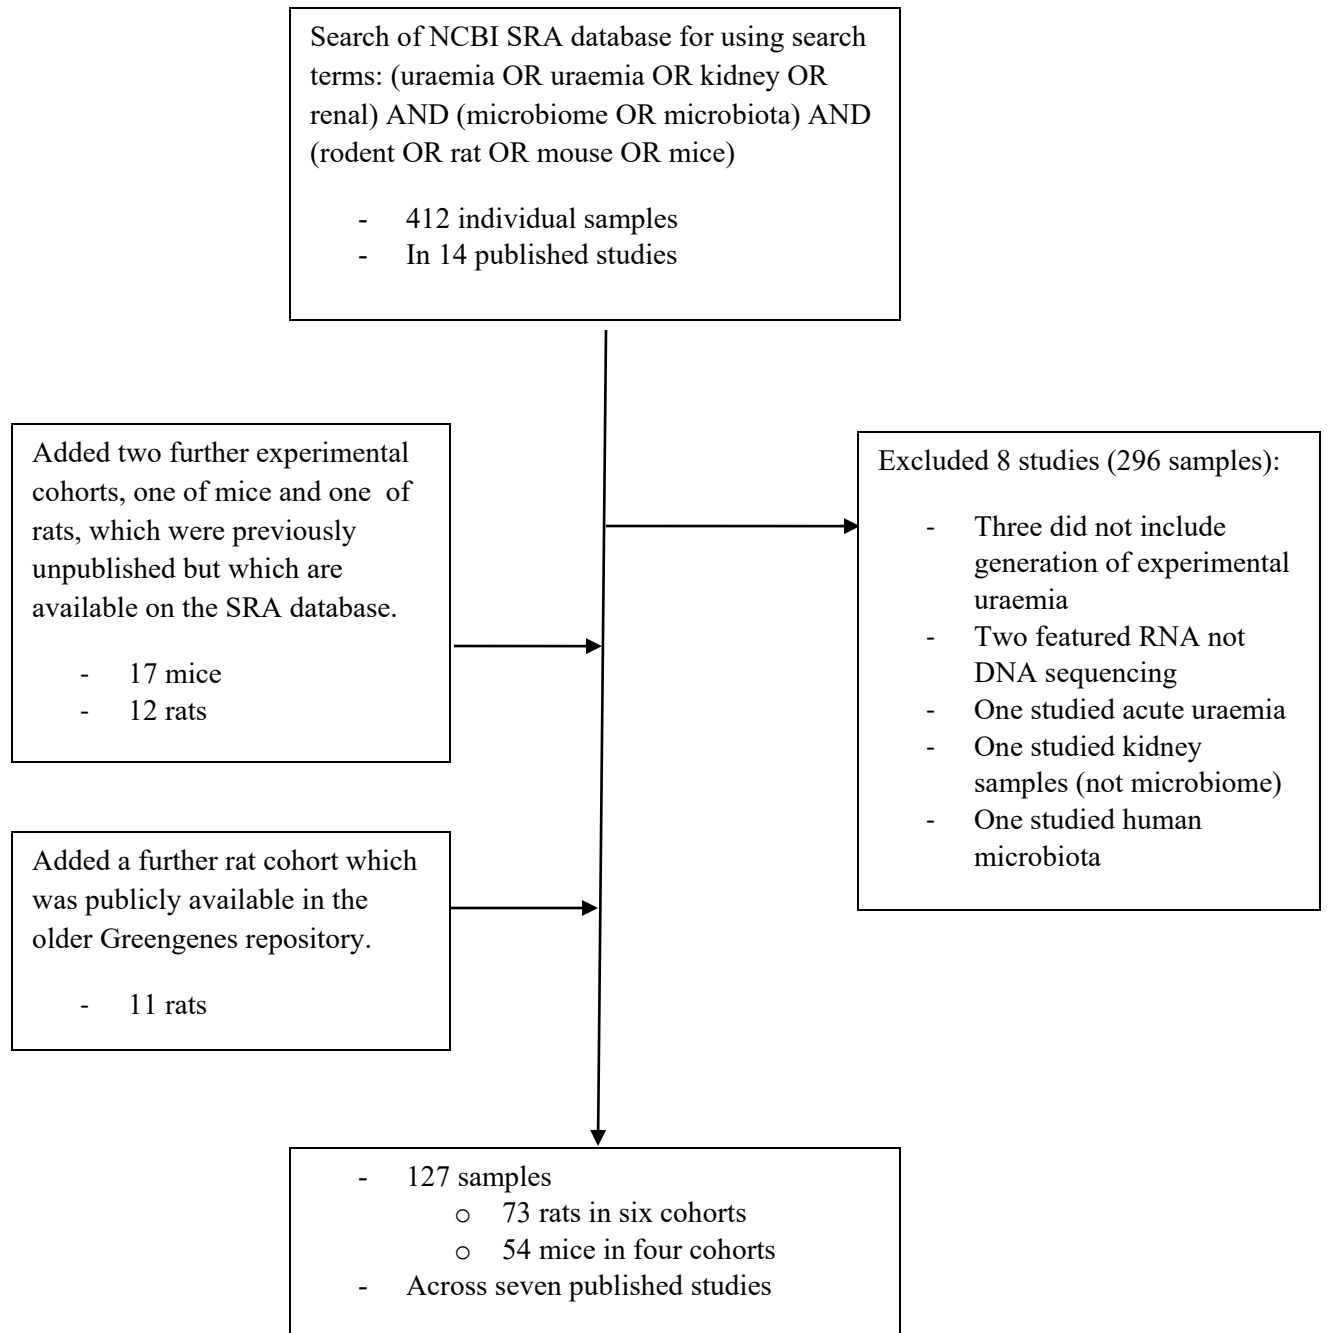 Search of NCBI SRA database for using search
terms: (uraemia OR uraemia OR kidney OR
renal) AND (microbiome OR microbiota) AND
(rodent OR rat OR mouse OR mice)
- 412 individual samples
- In 14 published studies
Added two further experimental
cohorts, one of mice and one of
rats, which were previously
unpublished but which are
available on the SRA database.
- 17 mice
- 12 rats
Excluded 8 studies (296 samples):
- Three did not include
generation of experimental
uraemia
- Two featured RNA not
DNA sequencing
- One studied acute uraemia
- One studied kidney
samples (not microbiome)
- One studied human
microbiota
Added a further rat cohort which
was publicly available in the
older Greengenes repository.
- 11 rats
- 127 samples
o 73 rats in six cohorts
o 54 mice in four cohorts
- Across seven published studies